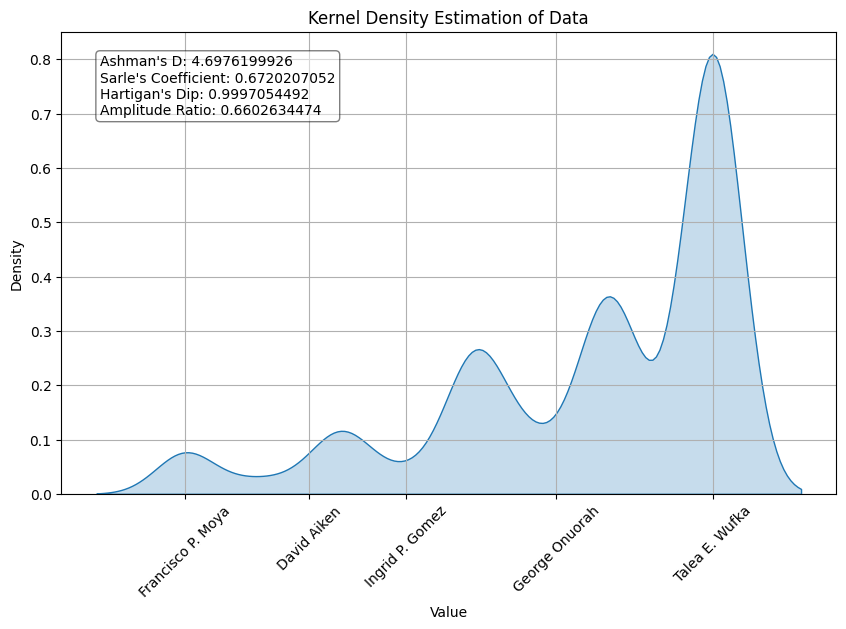 Kernel Density Estimation of Data
Ashman's D: 4.6976199926
Sarle's Coefficient: 0.6720207052
Hartigan's Dip: 0.9997054492
Amplitude Ratio: 0.6602634474
Density
0.8
0.7
0.6
0.5
0.4
0.3
0.2
0.1
0.0
Francisco P. Moya
David Aiken
Ingrid P. Gomez
George Onuorah
Talea E. Wufka
Value